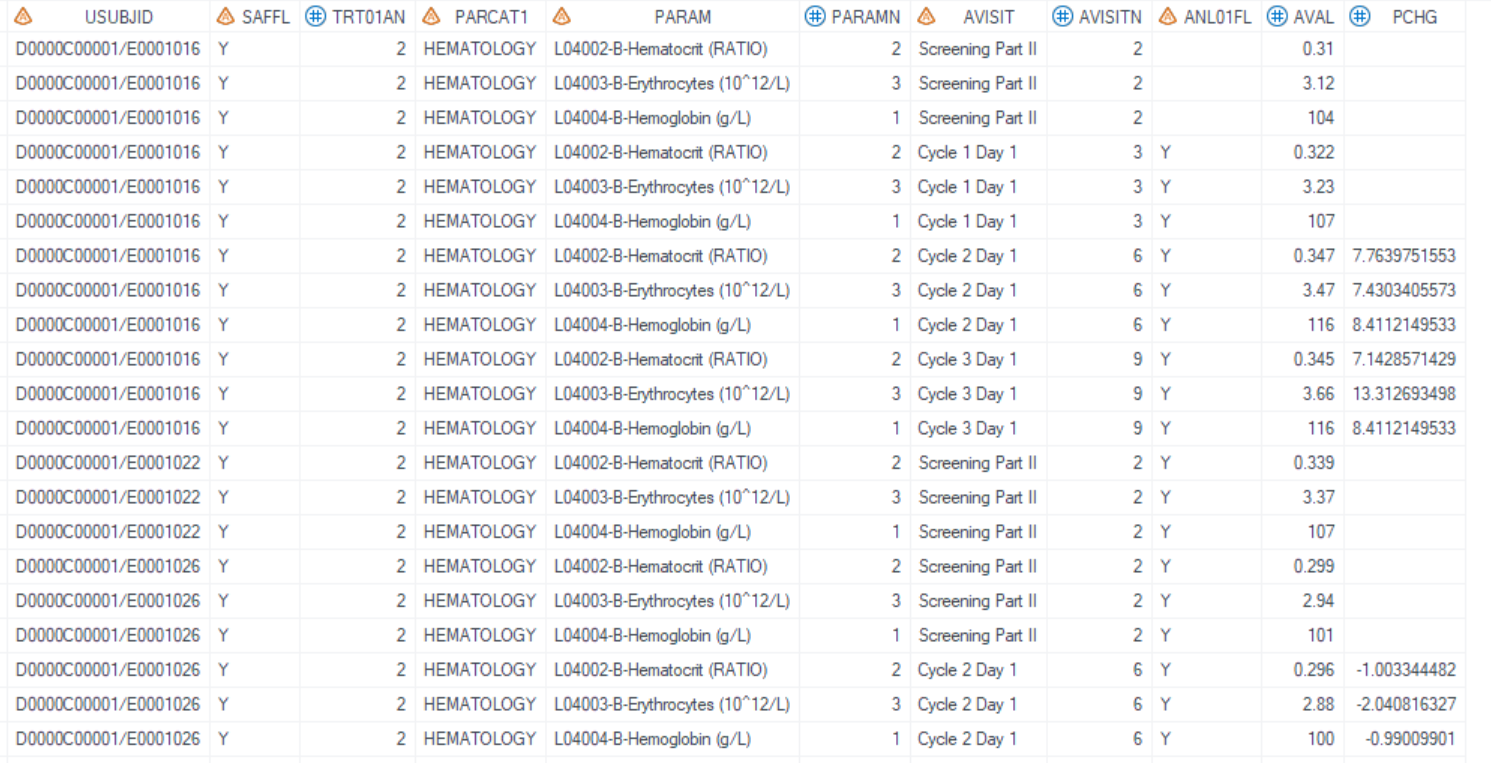 USUBJID SAFFL TRT01AN PARCAT1 PARAM PARAMN AVISIT AVISITN ANL01FL AVAL PCHG
D0000C00001/E0001016 Y 2 HEMATOLOGY L04002-B-Hematocrit (RATIO) 2 Screening Part II 2 0.31
D0000C00001/E0001016 Y 2 HEMATOLOGY L04003-B-Erythrocytes (10^12/L) 3 Screening Part II 2 3.12
D0000C00001/E0001016 Y 2 HEMATOLOGY L04004-B-Hemoglobin (g/L) 1 Screening Part II 2 104
D0000C00001/E0001016 Y 2 HEMATOLOGY L04002-B-Hematocrit (RATIO) 2 Cycle 1 Day 1 3 Y 0.322
D0000C00001/E0001016 Y 2 HEMATOLOGY L04003-B-Erythrocytes (10^12/L) 3 Cycle 1 Day 1 3 Y 3.23
D0000C00001/E0001016 Y 2 HEMATOLOGY L04004-B-Hemoglobin (g/L) 1 Cycle 1 Day 1 3 Y 107
D0000C00001/E0001016 Y 2 HEMATOLOGY L04002-B-Hematocrit (RATIO) 2 Cycle 2 Day 1 6 Y 0.347 7.7639751553
D0000C00001/E0001016 Y 2 HEMATOLOGY L04003-B-Erythrocytes (10^12/L) 3 Cycle 2 Day 1 6 Y 3.47 7.4303405573
D0000C00001/E0001016 Y 2 HEMATOLOGY L04004-B-Hemoglobin (g/L) 1 Cycle 2 Day 1 6 Y 116 8.4112149533
D0000C00001/E0001016 Y 2 HEMATOLOGY L04002-B-Hematocrit (RATIO) 2 Cycle 3 Day 1 9 Y 0.345 7.1428571429
D0000C00001/E0001016 Y 2 HEMATOLOGY L04003-B-Erythrocytes (10^12/L) 3 Cycle 3 Day 1 9 Y 3.66 13.312693498
D0000C00001/E0001016 Y 2 HEMATOLOGY L04004-B-Hemoglobin (g/L) 1 Cycle 3 Day 1 9 Y 116 8.4112149533
D0000C00001/E0001022 Y 2 HEMATOLOGY L04002-B-Hematocrit (RATIO) 2 Screening Part II 2 Y 0.339
D0000C00001/E0001022 Y 2 HEMATOLOGY L04003-B-Erythrocytes (10^12/L) 3 Screening Part II 2 Y 3.37
D0000C00001/E0001022 Y 2 HEMATOLOGY L04004-B-Hemoglobin (g/L) 1 Screening Part II 2 Y 107
D0000C00001/E0001026 Y 2 HEMATOLOGY L04002-B-Hematocrit (RATIO) 2 Screening Part II 2 Y 0.299
D0000C00001/E0001026 Y 2 HEMATOLOGY L04003-B-Erythrocytes (10^12/L) 3 Screening Part II 2 Y 2.94
D0000C00001/E0001026 Y 2 HEMATOLOGY L04004-B-Hemoglobin (g/L) 1 Screening Part II 2 Y 101
D0000C00001/E0001026 Y 2 HEMATOLOGY L04002-B-Hematocrit (RATIO) 2 Cycle 2 Day 1 6 Y 0.296 -1.003344482
D0000C00001/E0001026 Y 2 HEMATOLOGY L04003-B-Erythrocytes (10^12/L) 3 Cycle 2 Day 1 6 Y 2.88 -2.040816327
D0000C00001/E0001026 Y 2 HEMATOLOGY L04004-B-Hemoglobin (g/L) 1 Cycle 2 Day 1 6 Y 100 -0.99009901